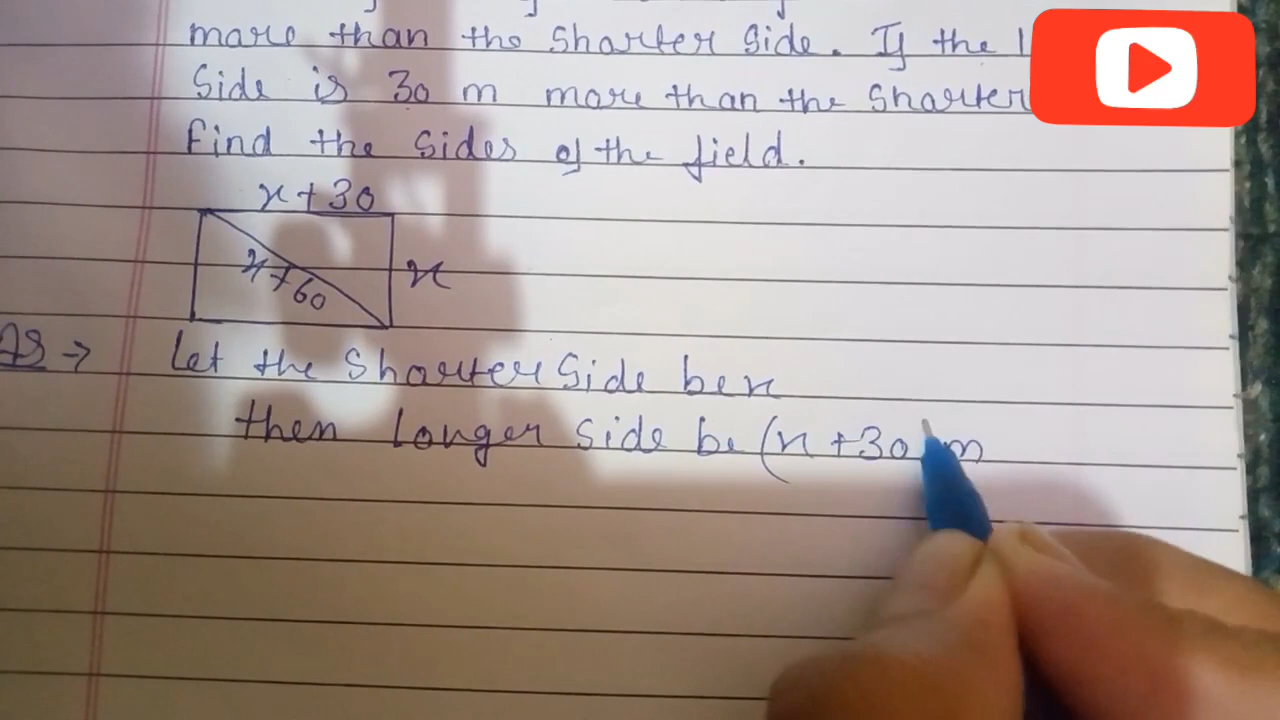 more than the shorter side. If the
side is 30 m more than the shorter
find the sides of the field.
x + 30
x + 60
x
Let the shorter side be x
then longer side be (x + 30 m